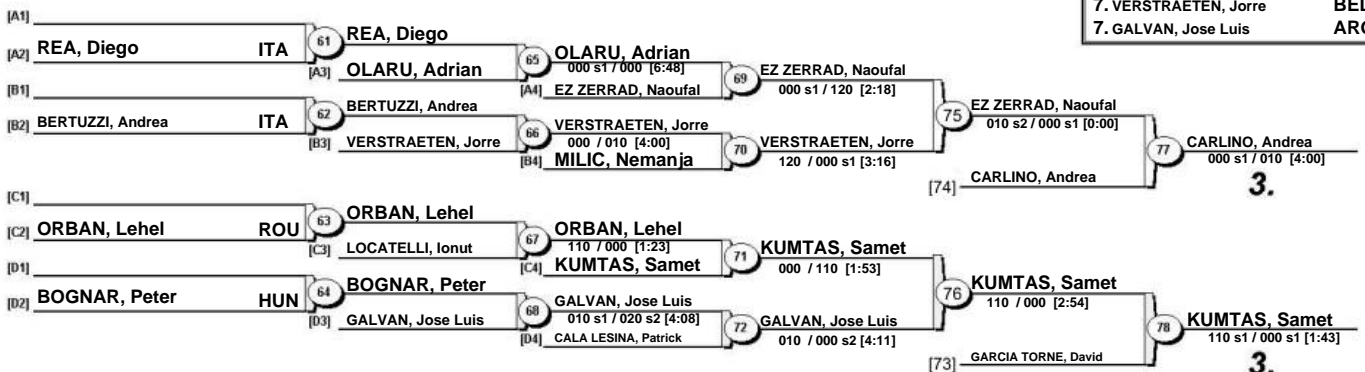 7. VERSTRAETEN, Jorre
7. GALVAN, Jose Luis
[A1]
[A2] REA, Diego ITA
61 REA, Diego
[A3] OLARU, Adrian
65 OLARU, Adrian
000 s1 / 000 [6:48]
[A4] EZ ZERRAD, Naoufal
69 EZ ZERRAD, Naoufal
000 s1 / 120 [2:18]
[B1]
[B2] BERTUZZI, Andrea ITA
62 BERTUZZI, Andrea
[B3] VERSTRAETEN, Jorre
66 VERSTRAETEN, Jorre
000 / 010 [4:00]
[B4] MILIC, Nemanja
70 VERSTRAETEN, Jorre
120 / 000 s1 [3:16]
75 EZ ZERRAD, Naoufal
010 s2 / 000 s1 [0:00]
[74] CARLINO, Andrea
77 CARLINO, Andrea
000 s1 / 010 [4:00]
3.
[C1]
[C2] ORBAN, Lehel ROU
63 ORBAN, Lehel
[C3] LOCATELLI, Ionut
67 ORBAN, Lehel
110 / 000 [1:23]
[C4] KUMTAS, Samet
71 KUMTAS, Samet
000 / 110 [1:53]
[D1]
[D2] BOGNAR, Peter HUN
64 BOGNAR, Peter
[D3] GALVAN, Jose Luis
68 GALVAN, Jose Luis
010 s1 / 020 s2 [4:08]
[D4] CALA LESINA, Patrick
72 GALVAN, Jose Luis
010 / 000 s2 [4:11]
76 KUMTAS, Samet
110 / 000 [2:54]
[73] GARCIA TORNE, David
78 KUMTAS, Samet
110 s1 / 000 s1 [1:43]
3.